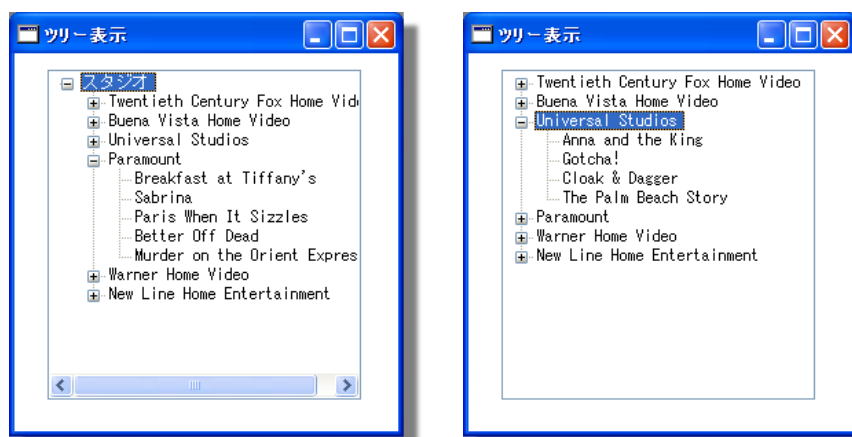 ツリー表示
スタジオ
Twentieth Century Fox Home Vid
Buena Vista Home Video
Universal Studios
Paramount
Breakfast at Tiffany's
Sabrina
Paris When It Sizzles
Better Off Dead
Murder on the Orient Expres
Warner Home Video
New Line Home Entertainment
ツリー表示
Twentieth Century Fox Home Video
Buena Vista Home Video
Universal Studios
Anna and the King
Gotcha!
Cloak & Dagger
The Palm Beach Story
Paramount
Warner Home Video
New Line Home Entertainment